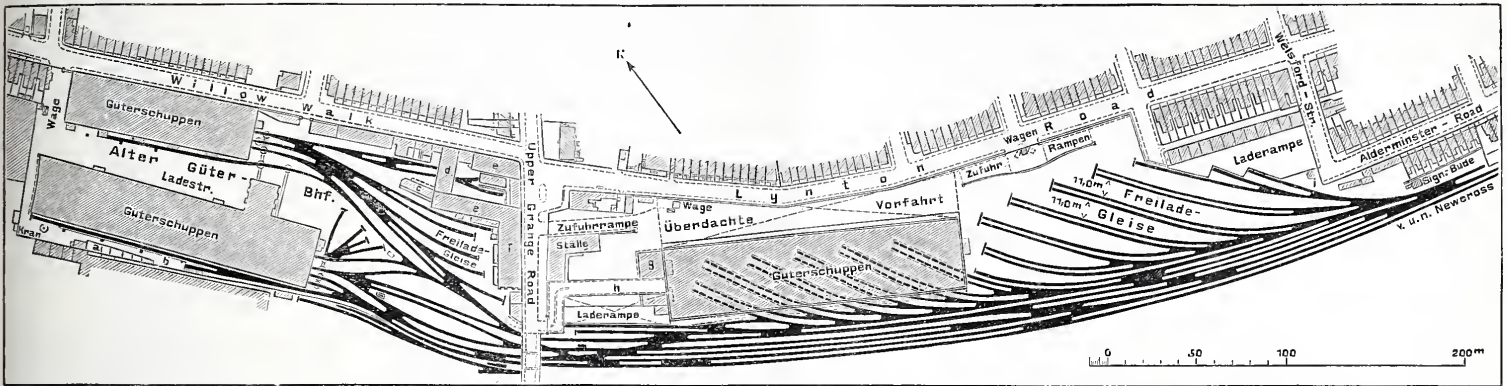 Willow walk
Güterschuppen
Wage
Alter Güter-
Bhf.
Ladestr.
Güterschuppen
Kran
a
b
c
d
e
e
f
Freilade-
Gleise
Upper Grange Road
Zufuhrrampe
Ställe
g
h
Laderampe
Wage
Überdachte Vorfahrt
Güterschuppen
Lynton Road
Wagen
Zufuhr Rampen
11,0m
Freilade-
11,0m
Gleise
Laderampe
i
Welsford-Str.
Alderminster-Road
Sign.-Bude
v. u. n. Newcross
0 50 100 200m